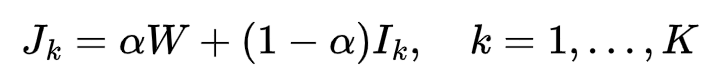 J_k = αW + (1 − α)I_k, k = 1, . . . , K